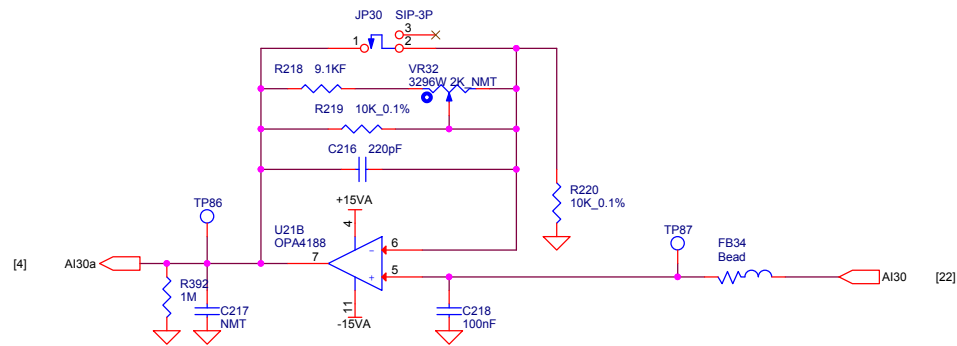 JP30 SIP-3P
3
1 2
R218 9.1KF VR32
3296W 2K_NMT
R219 10K_0.1%
C216 220pF
+15VA
R220
10K_0.1%
TP86
4
U21B
OPA4188
TP87
6
FB34
Bead
7
5
[4] AI30a AI30 [22]
R392
1M
C217
NMT
11
-15VA
C218
100nF
-
+